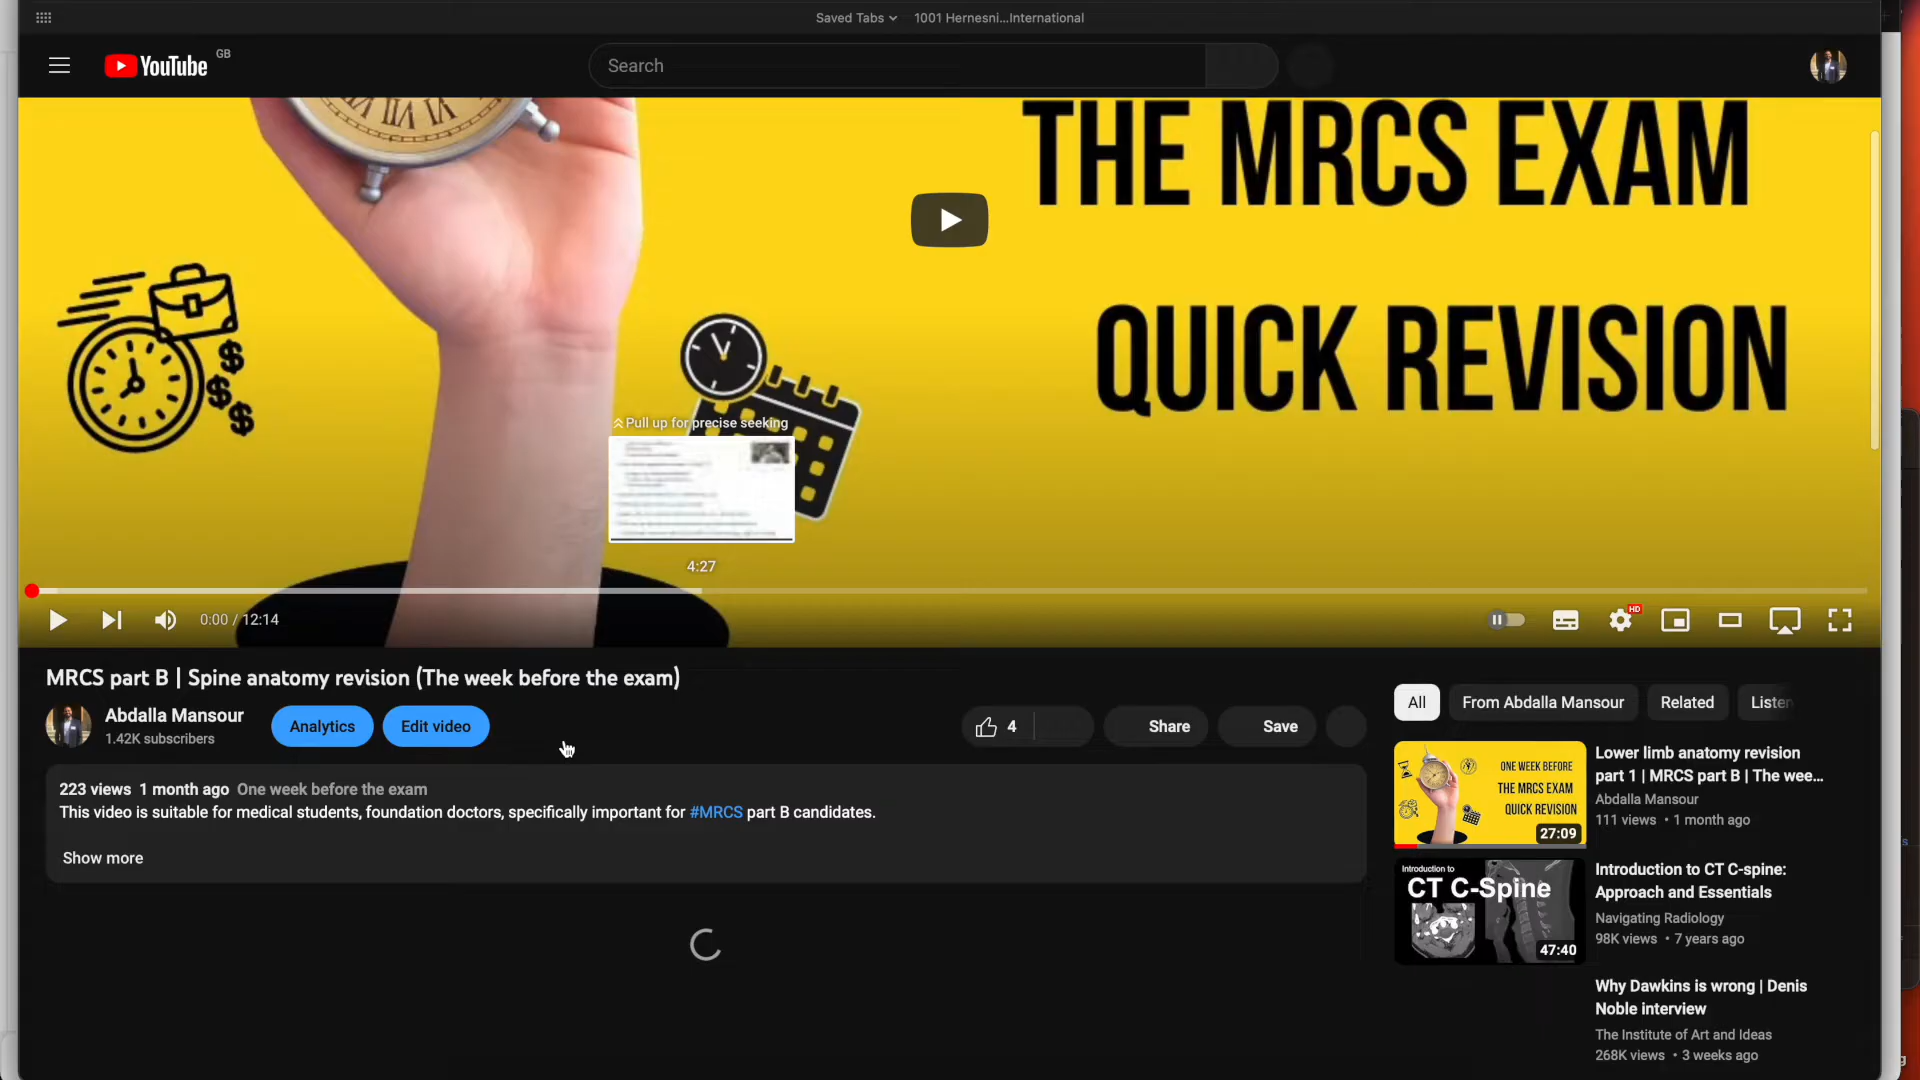 Saved Tabs
1001 Hernesni...International
YouTube GB
Search
THE MRCS EXAM
QUICK REVISION
Pull up for precise seeking
4:27
0:00 / 12:14
HD
MRCS part B | Spine anatomy revision (The week before the exam)
Abdalla Mansour
1.42K subscribers
Analytics
Edit video
4
Share
Save
223 views 1 month ago One week before the exam
This video is suitable for medical students, foundation doctors, specifically important for #MRCS part B candidates.
Show more
All
From Abdalla Mansour
Related
Listen
ONE WEEK BEFORE
THE MRCS EXAM
QUICK REVISION
27:09
Lower limb anatomy revision
part 1 | MRCS part B | The wee...
Abdalla Mansour
111 views • 1 month ago
Introduction to
CT C-Spine
47:40
Introduction to CT C-spine:
Approach and Essentials
Navigating Radiology
98K views • 7 years ago
Why Dawkins is wrong | Denis
Noble interview
The Institute of Art and Ideas
268K views • 3 weeks ago